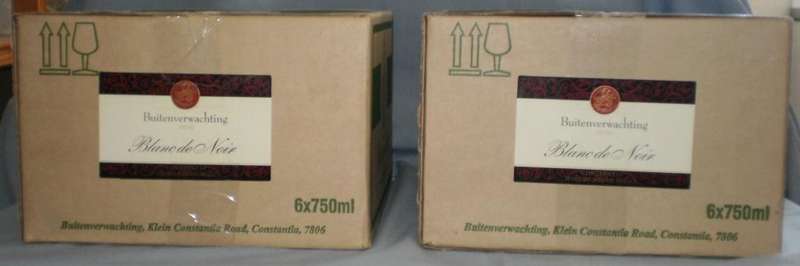 Buitenverwachting
Blanc de Noir
6x750ml
Buitenverwachting, Klein Constantia Road, Constantia, 7806
Buitenverwachting
Blanc de Noir
6x750ml
Buitenverwachting, Klein Constantia Road, Constantia, 7806